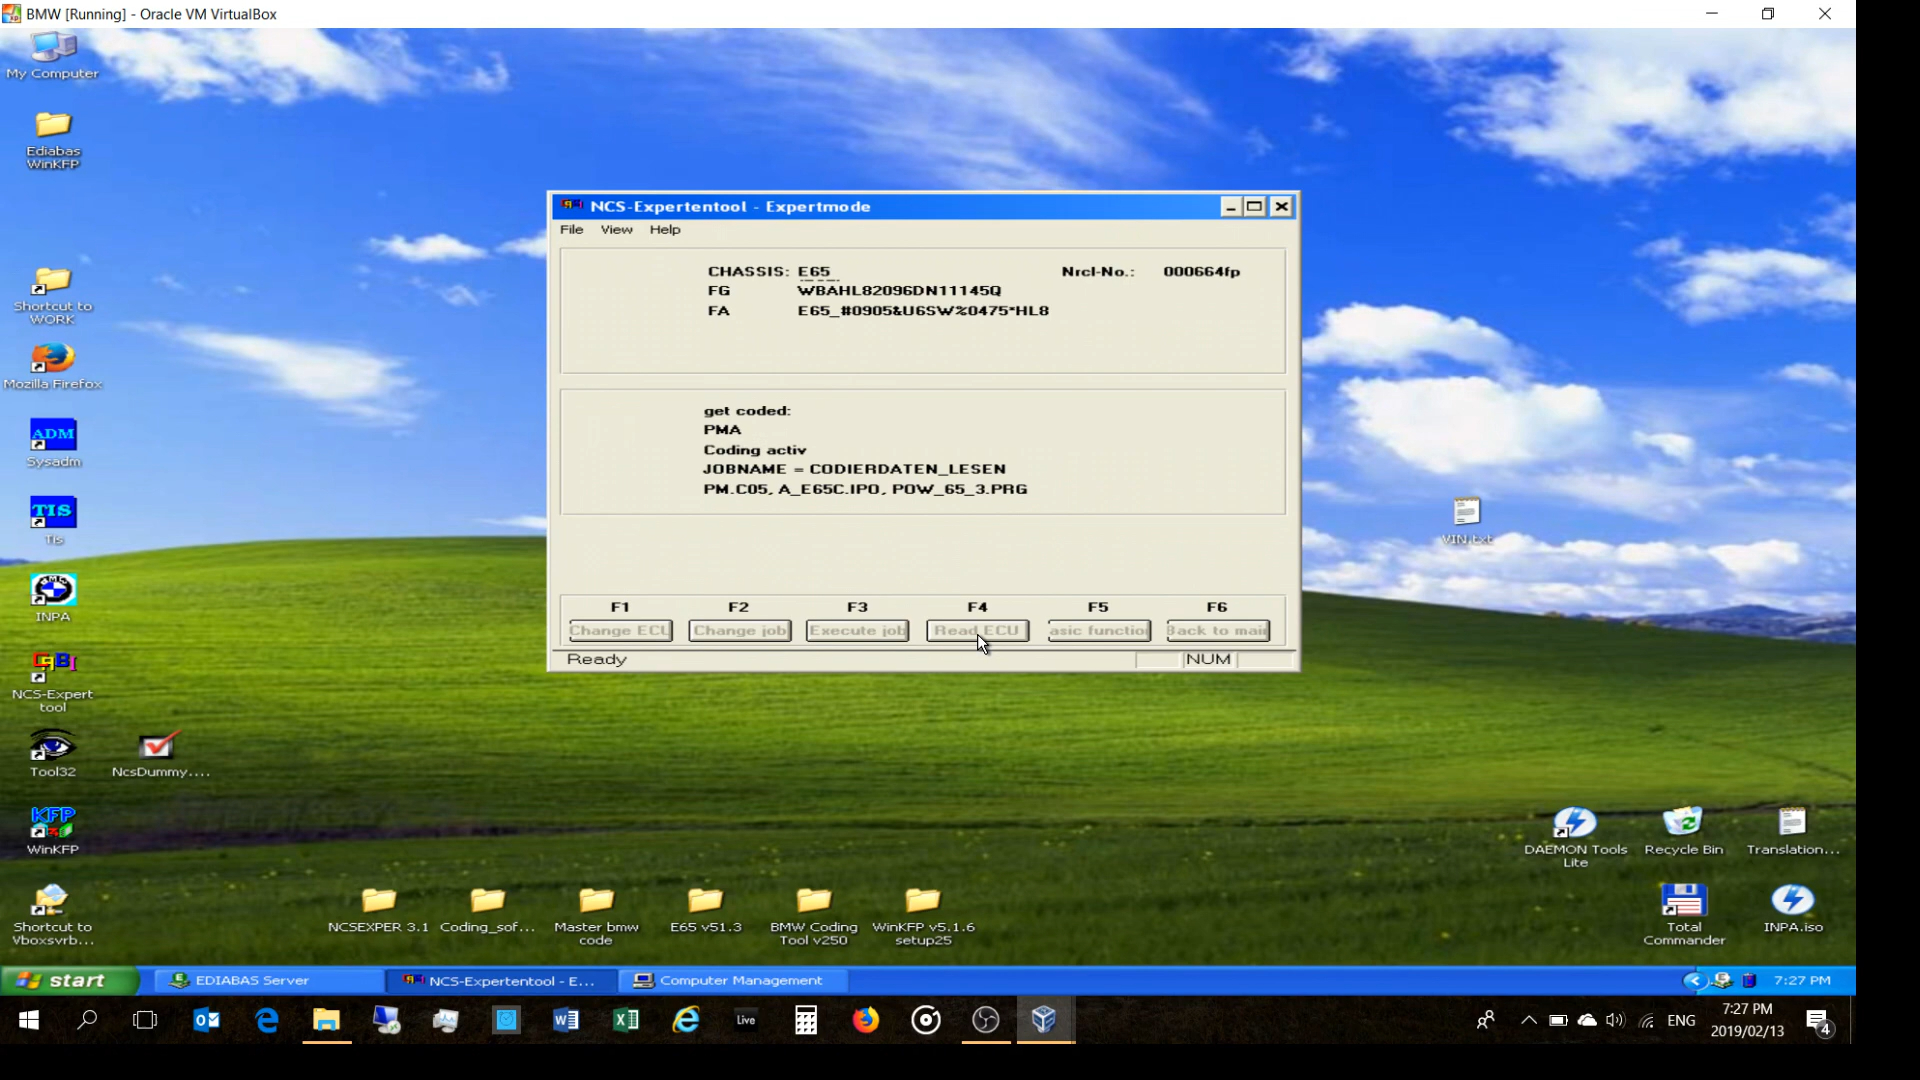 BMW [Running] - Oracle VM VirtualBox
My Computer
Ediabas
WinKFP
Shortcut to
WORK
Mozilla Firefox
ADM
Sysadm
TIS
Tis
INPA
NCS-Expert
tool
Tool32
NcsDummy....
KFP
WinKFP
Shortcut to
Vboxsvrb...
NCSEXPER 3.1
Coding_sof...
Master bmw
code
E65 v51.3
BMW Coding
Tool v250
WinKFP v5.1.6
setup25
NCS-Expertentool - Expertmode
File View Help
CHASSIS: E65 Nrcl-No.: 000664fp
FG WBAHL82096DN11145Q
FA E65_#0905&U6SW%0475*HL8
get coded:
PMA
Coding activ
JOBNAME = CODIERDATEN_LESEN
PM.C05, A_E65C.IPO, POW_65_3.PRG
F1 F2 F3 F4 F5 F6
Change ECU Change job Execute job Read ECU asic function Back to main
Ready NUM
VIN.txt
DAEMON Tools
Lite
Recycle Bin
Translation...
Total
Commander
INPA.iso
start EDIABAS Server NCS-Expertentool - E... Computer Management 7:27 PM
Live ENG 7:27 PM
2019/02/13
4